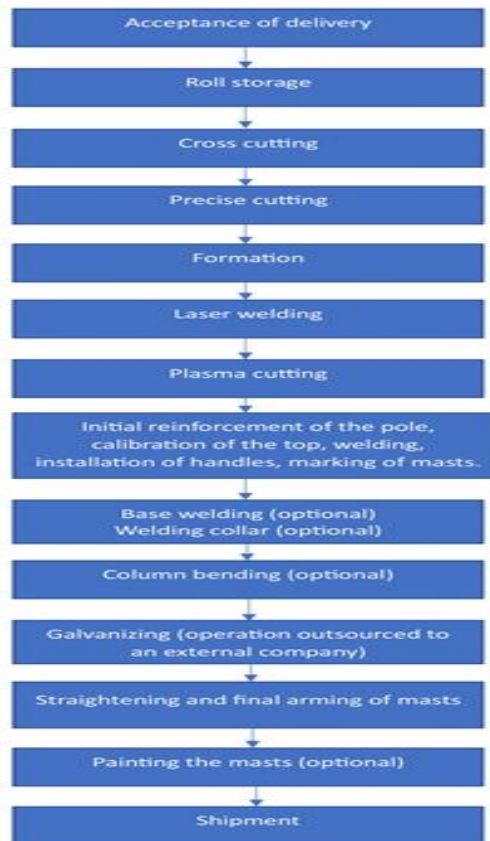 Acceptance of delivery
Roll storage
Cross cutting
Precise cutting
Formation
Laser welding
Plasma cutting
Initial reinforcement of the pole,
calibration of the top, welding,
installation of handles, marking of masts.
Base welding (optional)
Welding collar (optional)
Column bending (optional)
Galvanizing (operation outsourced to
an external company)
Straightening and final arming of masts
Painting the masts (optional)
Shipment